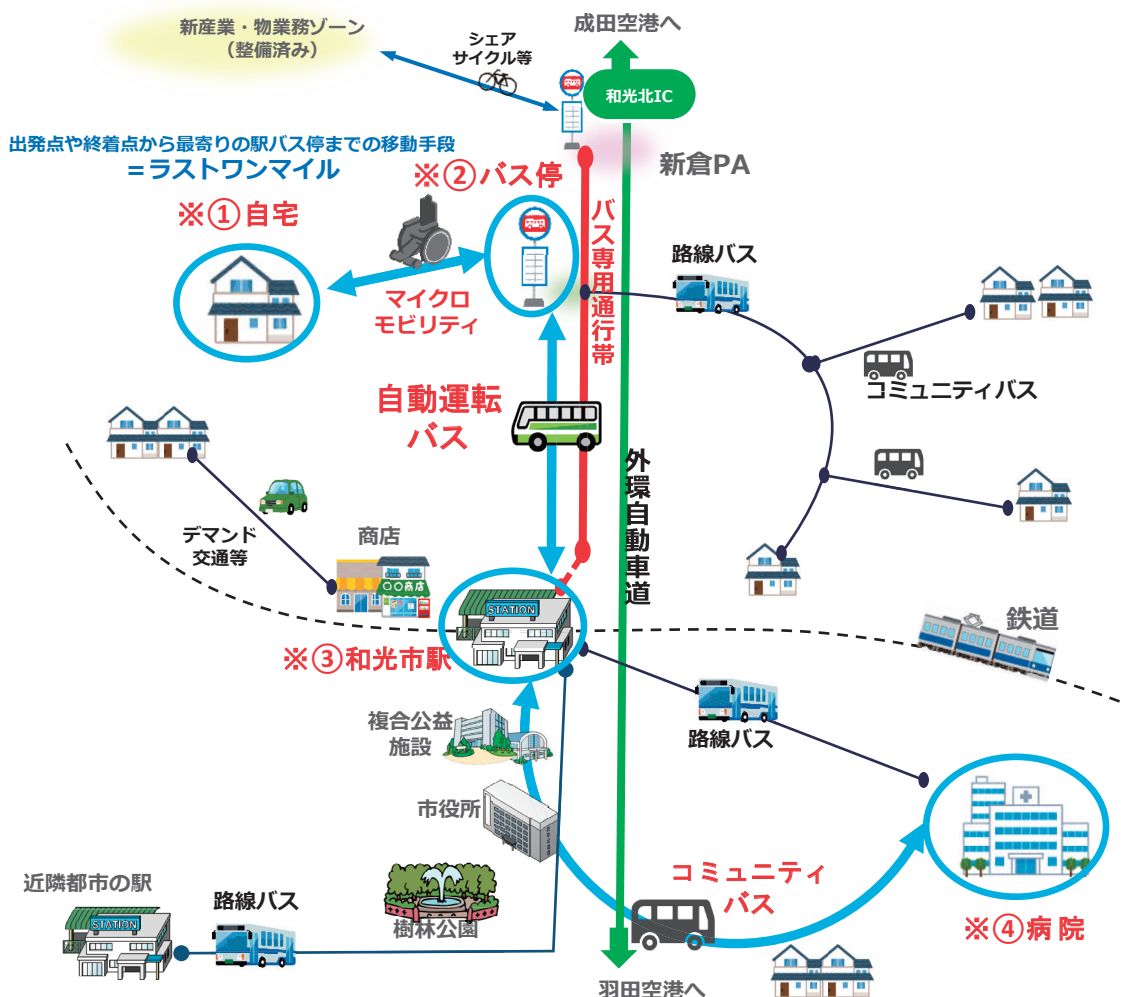 新産業・物業務ゾーン
（整備済み）
シェア
サイクル等
成田空港へ
和光北IC
新倉PA
出発点や終着点から最寄りの駅バス停までの移動手段
＝ラストワンマイル
※①自宅
※②バス停
マイクロ
モビリティ
バス専用通行帯
路線バス
コミュニティバス
自動運転
バス
外環自動車道
デマンド
交通等
商店
〇〇商店
STATION
※③和光市駅
鉄道
複合公益
施設
路線バス
市役所
近隣都市の駅
STATION
路線バス
樹林公園
コミュニティ
バス
※④病院
羽田空港へ